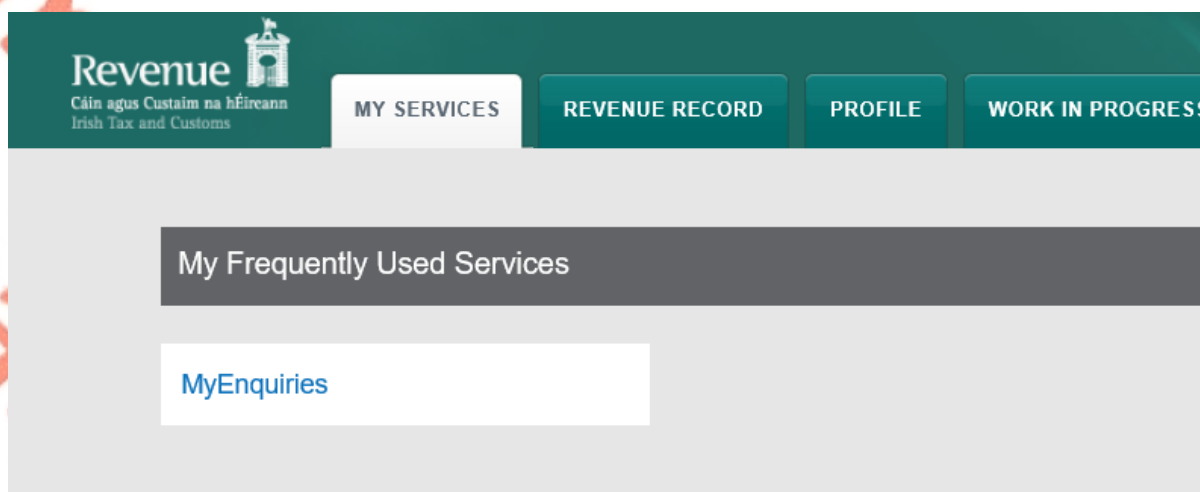 Revenue
Cáin agus Custaim na hÉireann
Irish Tax and Customs
MY SERVICES
REVENUE RECORD
PROFILE
WORK IN PROGRESS
My Frequently Used Services
MyEnquiries